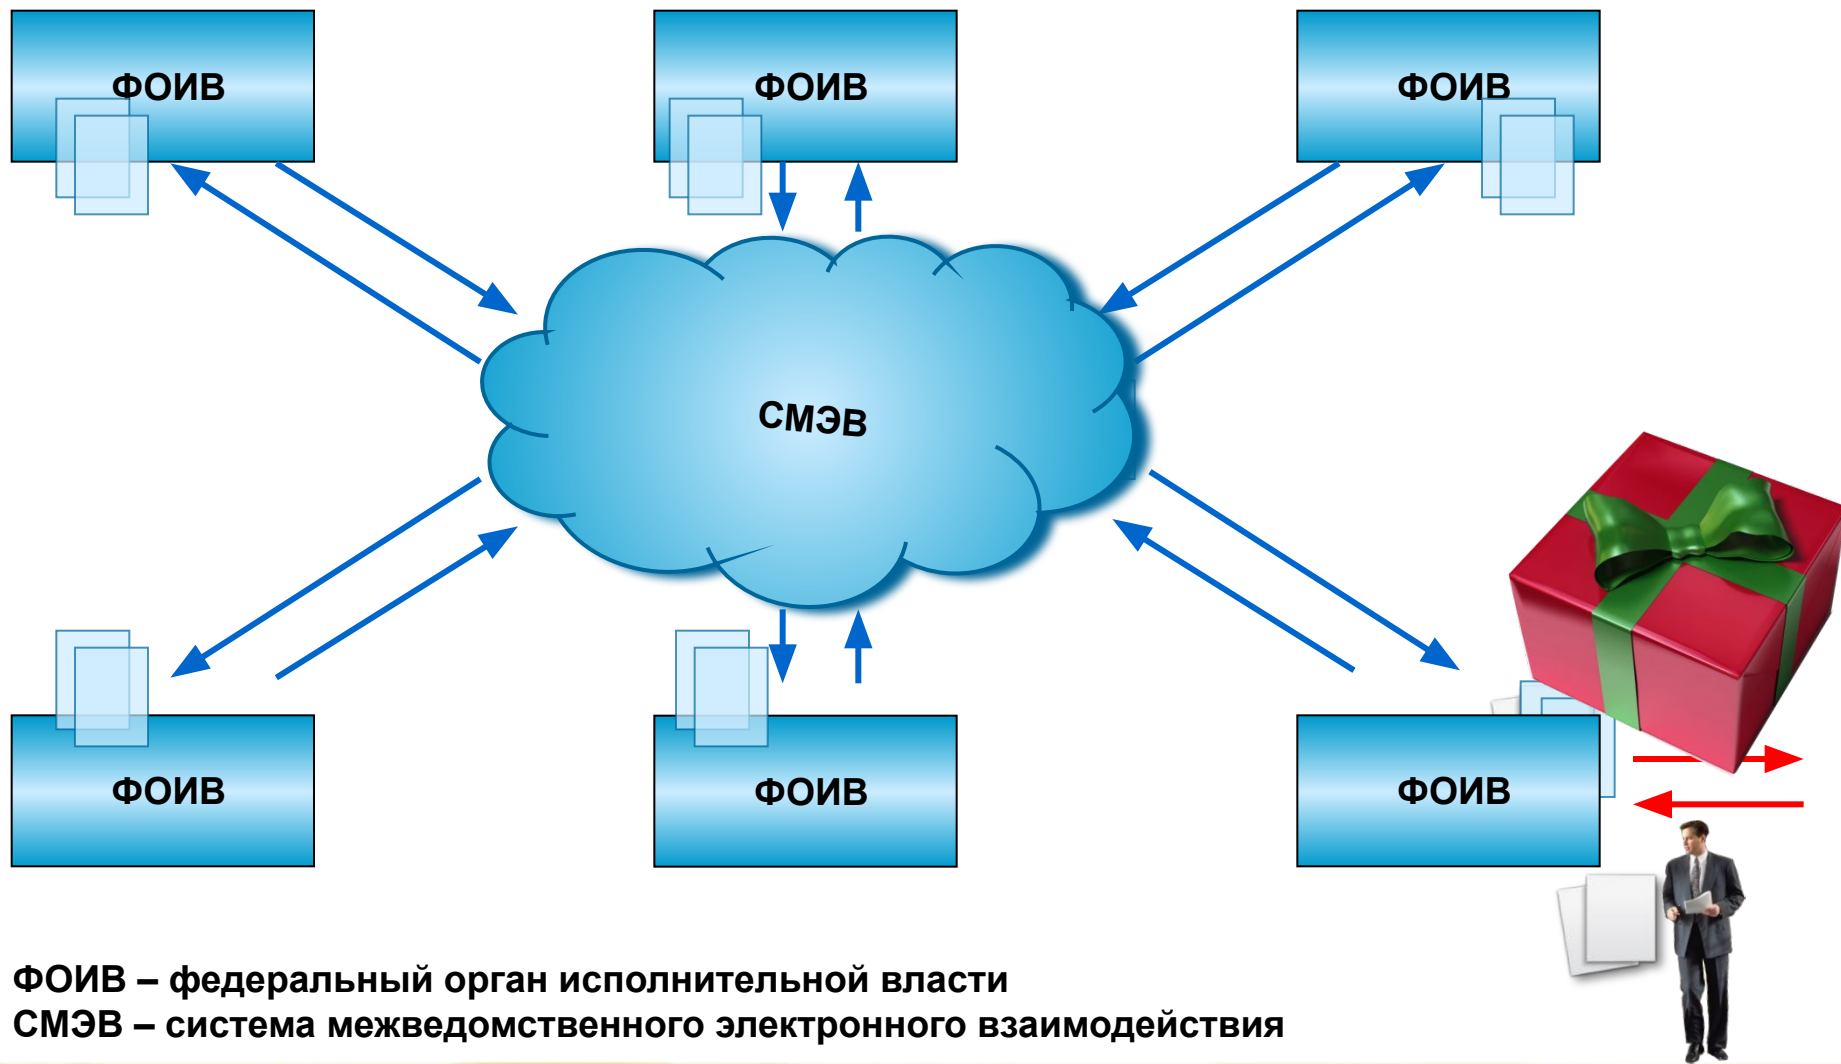 ФОИВ
ФОИВ
ФОИВ
СМЭВ
ФОИВ
ФОИВ
ФОИВ
ФОИВ – федеральный орган исполнительной власти
СМЭВ – система межведомственного электронного взаимодействия